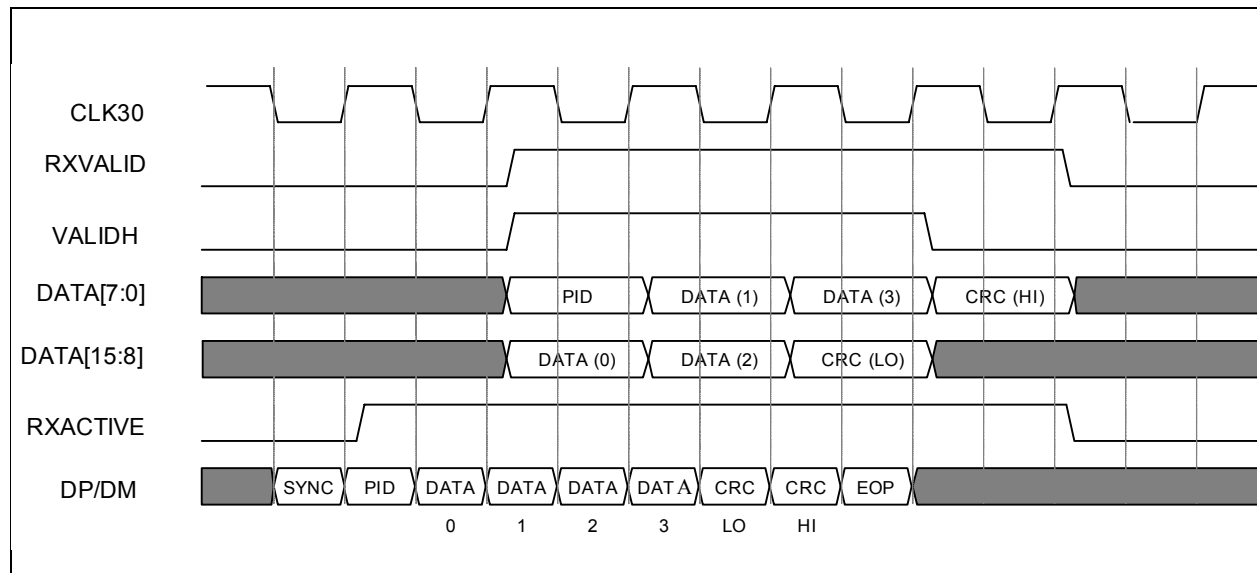 CLK30
RXVALID
VALIDH
DATA[7:0] PID DATA (1) DATA (3) CRC (HI)
DATA[15:8] DATA (0) DATA (2) CRC (LO)
RXACTIVE
DP/DM SYNC PID DATA DATA DATA DATA CRC CRC EOP
0 1 2 3 LO HI